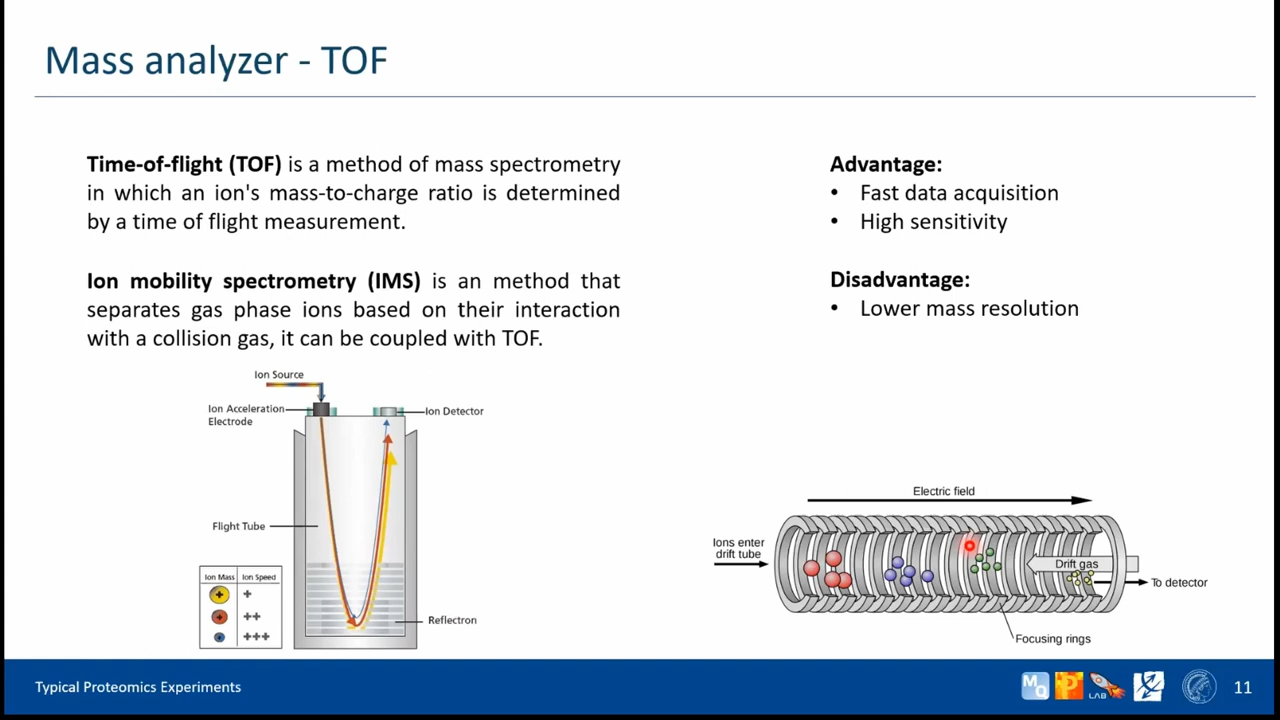 Mass analyzer - TOF
Time-of-flight (TOF) is a method of mass spectrometry
in which an ion's mass-to-charge ratio is determined
by a time of flight measurement.
Ion mobility spectrometry (IMS) is an method that
separates gas phase ions based on their interaction
with a collision gas, it can be coupled with TOF.
Advantage:
• Fast data acquisition
• High sensitivity
Disadvantage:
• Lower mass resolution
Ion Source
Ion Acceleration
Electrode
Ion Detector
Flight Tube
Ion Mass Ion Speed
+ +
+ ++
+ +++
Reflectron
Electric field
Ions enter
drift tube
Drift gas
To detector
Focusing rings
Typical Proteomics Experiments
MQ
P
LAB
11